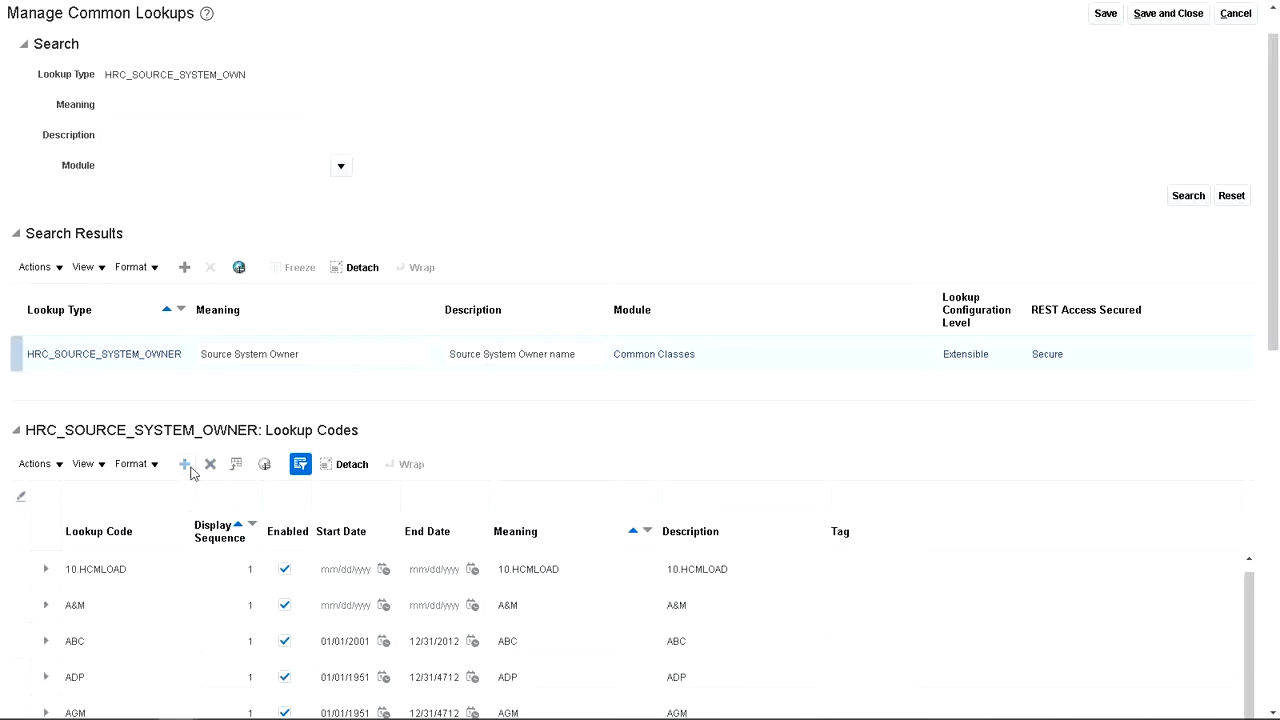 Manage Common Lookups ?
Save Save and Close Cancel
Search
Lookup Type HRC_SOURCE_SYSTEM_OWN
Meaning
Description
Module
Search Reset
Search Results
Actions View Format Freeze Detach Wrap
Lookup Type Meaning Description Module Lookup Configuration Level REST Access Secured
HRC_SOURCE_SYSTEM_OWNER Source System Owner Source System Owner name Common Classes Extensible Secure
HRC_SOURCE_SYSTEM_OWNER: Lookup Codes
Actions View Format Detach Wrap
Lookup Code Display Sequence Enabled Start Date End Date Meaning Description Tag
10.HCMLOAD 1 mm/dd/yyyy mm/dd/yyyy 10.HCMLOAD 10.HCMLOAD
A&M 1 mm/dd/yyyy mm/dd/yyyy A&M A&M
ABC 1 01/01/2001 12/31/2012 ABC ABC
ADP 1 01/01/1951 12/31/4712 ADP ADP
AGM 1 01/01/1951 12/31/4712 AGM AGM